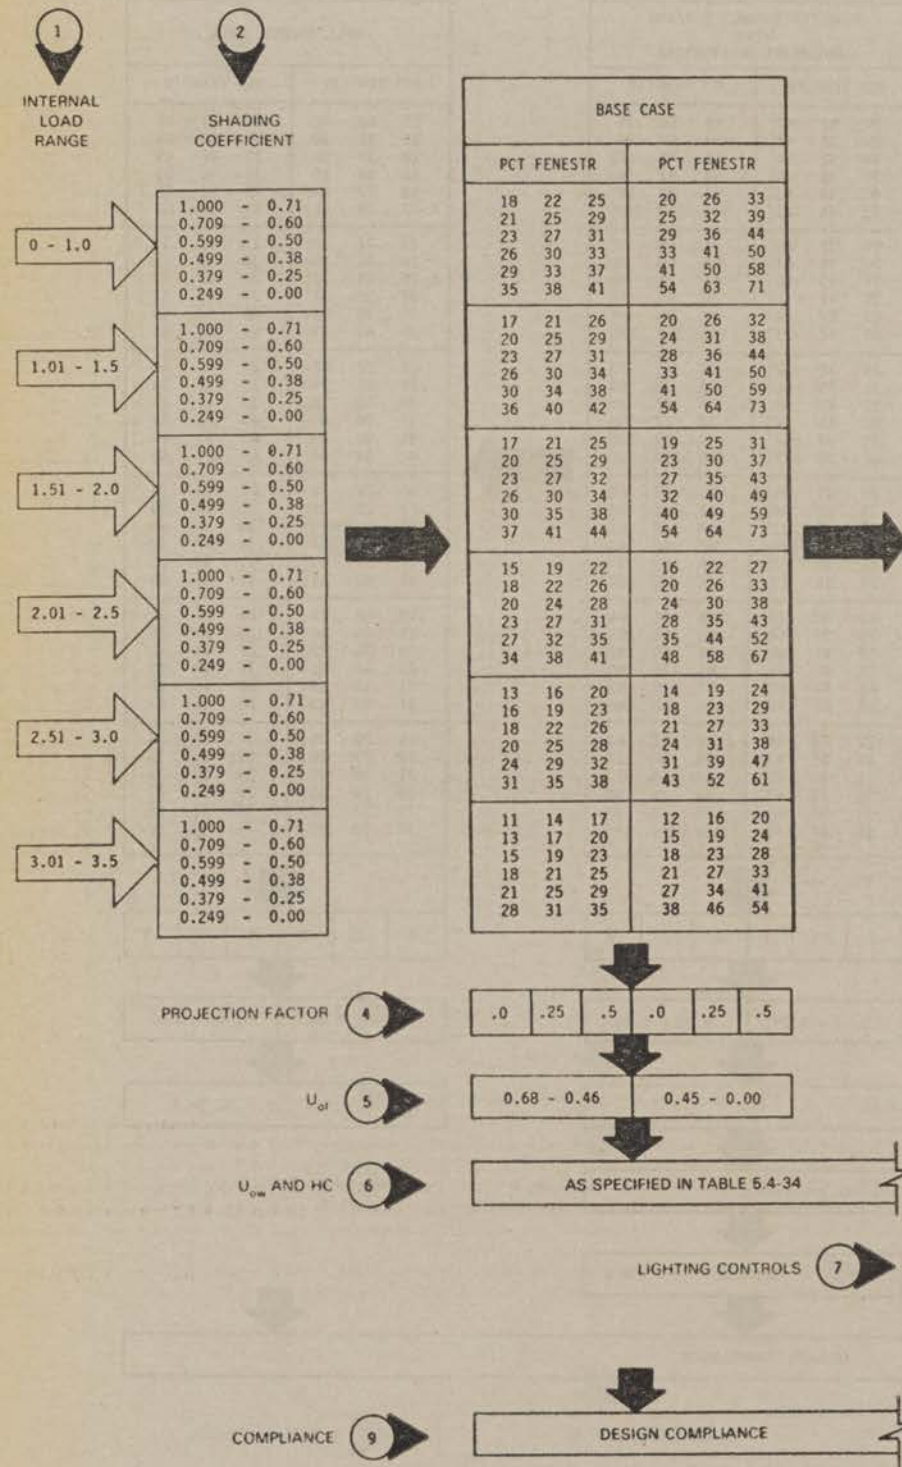 1
2
INTERNAL
LOAD
RANGE
SHADING
COEFFICIENT
BASE CASE
PCT FENESTR PCT FENESTR
0 - 1.0
1.000 - 0.71 18 22 25 20 26 33
0.709 - 0.60 21 25 29 25 32 39
0.599 - 0.50 23 27 31 29 36 44
0.499 - 0.38 26 30 33 33 41 50
0.379 - 0.25 29 33 37 41 50 58
0.249 - 0.00 35 38 41 54 63 71
1.01 - 1.5
1.000 - 0.71 17 21 26 20 26 32
0.709 - 0.60 20 25 29 24 31 38
0.599 - 0.50 23 27 31 28 36 44
0.499 - 0.38 26 30 34 33 41 50
0.379 - 0.25 30 34 38 41 50 59
0.249 - 0.00 36 40 42 54 64 73
1.51 - 2.0
1.000 - 0.71 17 21 25 19 25 31
0.709 - 0.60 20 25 29 23 30 37
0.599 - 0.50 23 27 32 27 35 43
0.499 - 0.38 26 30 34 32 40 49
0.379 - 0.25 30 35 38 40 49 59
0.249 - 0.00 37 41 44 54 64 73
2.01 - 2.5
1.000 - 0.71 15 19 22 16 22 27
0.709 - 0.60 18 22 26 20 26 33
0.599 - 0.50 20 24 28 24 30 38
0.499 - 0.38 23 27 31 28 35 43
0.379 - 0.25 27 32 35 35 44 52
0.249 - 0.00 34 38 41 48 58 67
2.51 - 3.0
1.000 - 0.71 13 16 20 14 19 24
0.709 - 0.60 16 19 23 18 23 29
0.599 - 0.50 18 22 26 21 27 33
0.499 - 0.38 20 25 28 24 31 38
0.379 - 0.25 24 29 32 31 39 47
0.249 - 0.00 31 35 38 43 52 61
3.01 - 3.5
1.000 - 0.71 11 14 17 12 16 20
0.709 - 0.60 13 17 20 15 19 24
0.599 - 0.50 15 19 23 18 23 28
0.499 - 0.38 18 21 25 21 27 33
0.379 - 0.25 21 25 29 27 34 41
0.249 - 0.00 28 31 35 38 46 54
PROJECTION FACTOR 4 .0 .25 .5 .0 .25 .5
Uof 5 0.68 - 0.46 0.45 - 0.00
Uow AND HC 6 AS SPECIFIED IN TABLE 5.4-34
LIGHTING CONTROLS 7
COMPLIANCE 9 DESIGN COMPLIANCE